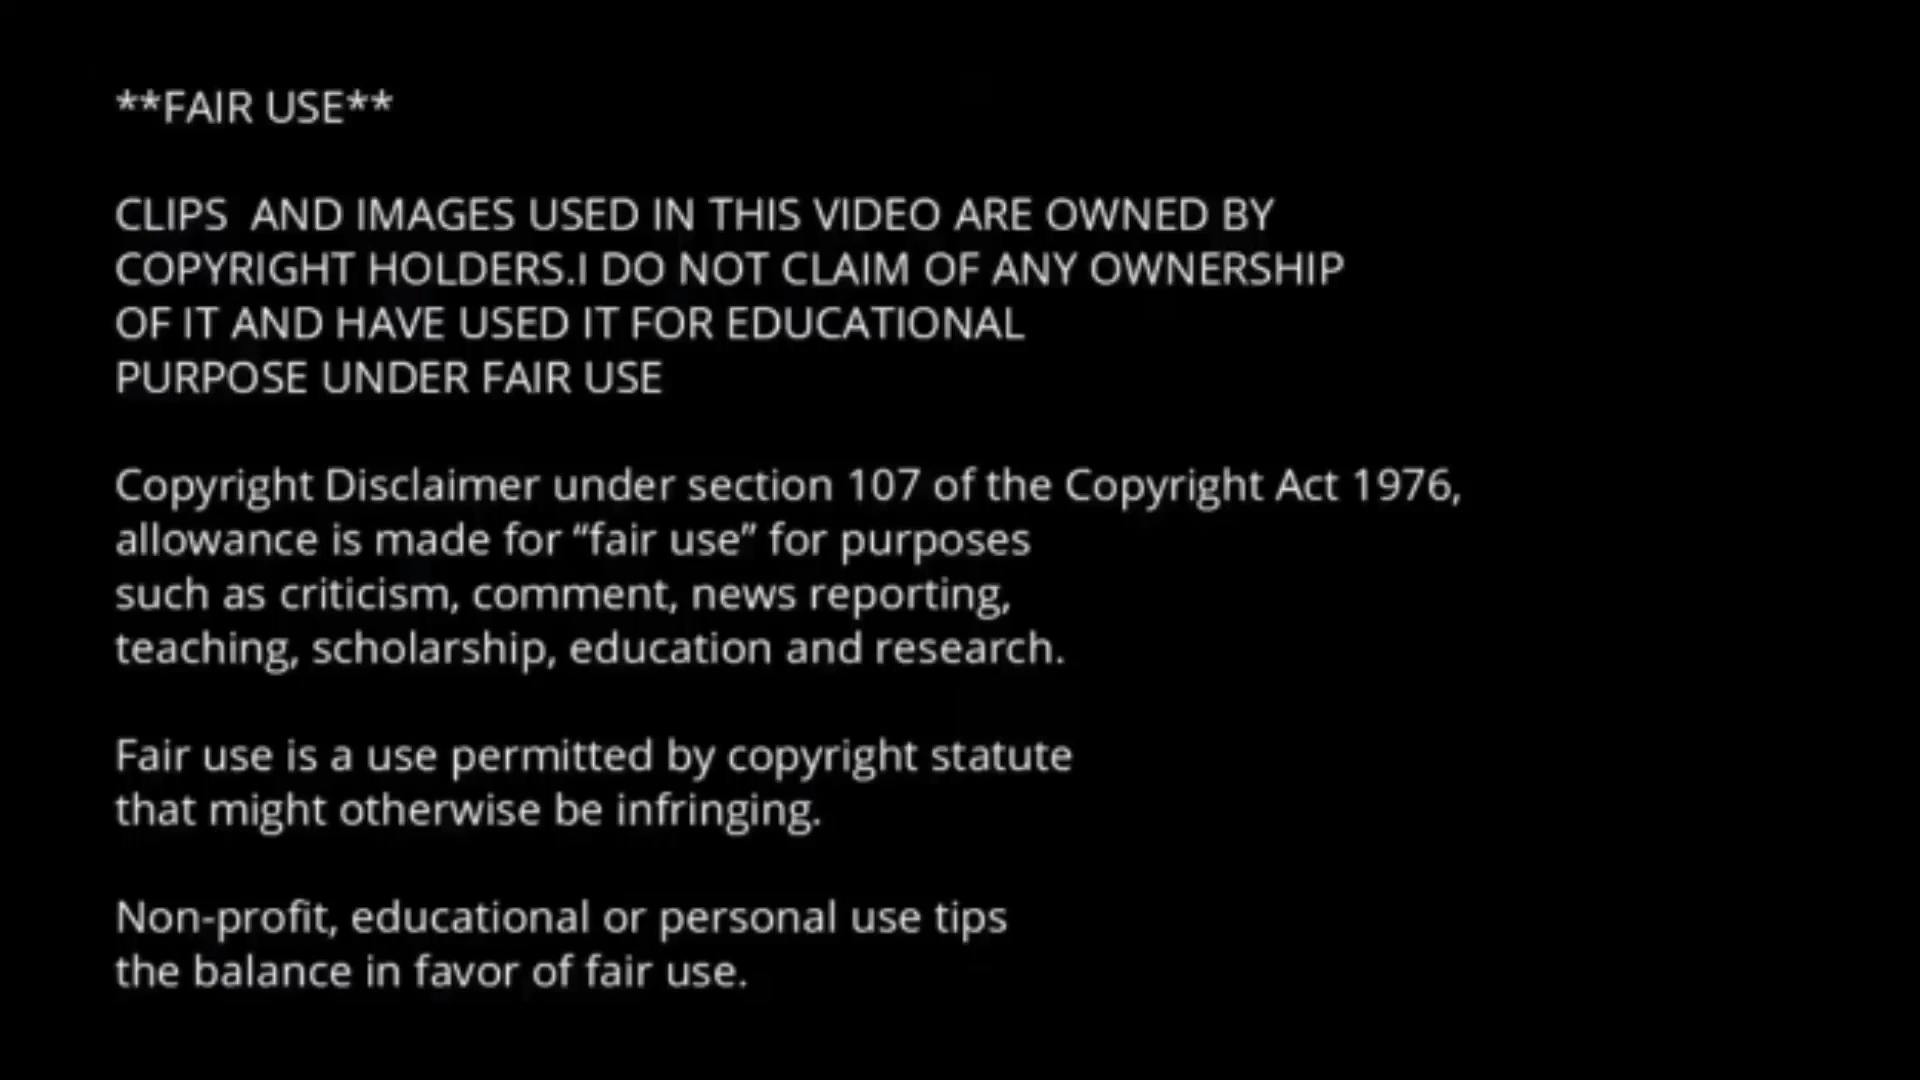 **FAIR USE**
CLIPS  AND IMAGES USED IN THIS VIDEO ARE OWNED BY
COPYRIGHT HOLDERS.I DO NOT CLAIM OF ANY OWNERSHIP
OF IT AND HAVE USED IT FOR EDUCATIONAL
PURPOSE UNDER FAIR USE
Copyright Disclaimer under section 107 of the Copyright Act 1976,
allowance is made for “fair use” for purposes
such as criticism, comment, news reporting,
teaching, scholarship, education and research.
Fair use is a use permitted by copyright statute
that might otherwise be infringing.
Non-profit, educational or personal use tips
the balance in favor of fair use.